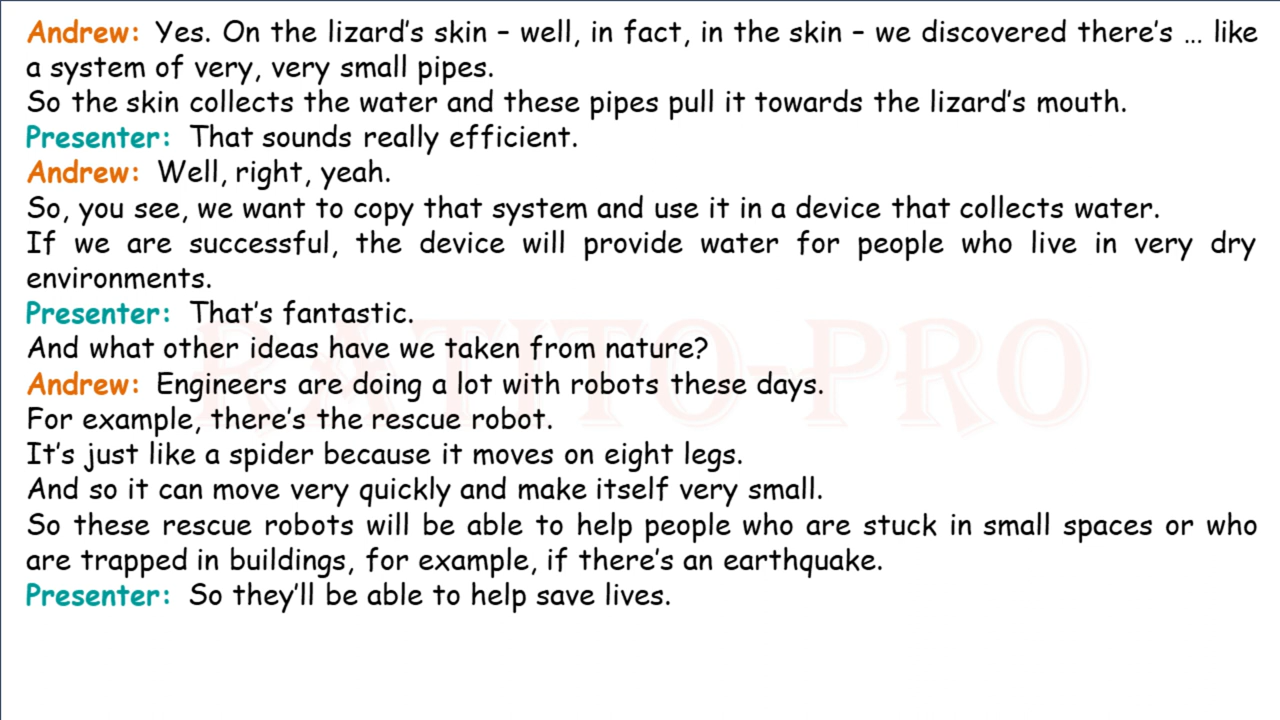 Andrew: Yes. On the lizard's skin – well, in fact, in the skin – we discovered there's … like
a system of very, very small pipes.
So the skin collects the water and these pipes pull it towards the lizard's mouth.
Presenter: That sounds really efficient.
Andrew: Well, right, yeah.
So, you see, we want to copy that system and use it in a device that collects water.
If we are successful, the device will provide water for people who live in very dry
environments.
Presenter: That's fantastic.
And what other ideas have we taken from nature?
Andrew: Engineers are doing a lot with robots these days.
For example, there's the rescue robot.
It's just like a spider because it moves on eight legs.
And so it can move very quickly and make itself very small.
So these rescue robots will be able to help people who are stuck in small spaces or who
are trapped in buildings, for example, if there's an earthquake.
Presenter: So they'll be able to help save lives.
RATITO-PRO